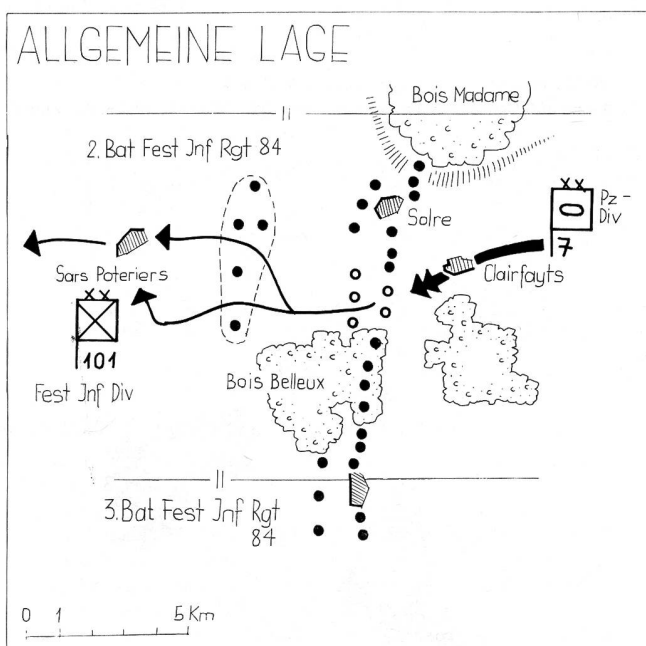 ALLGEMEINE LAGE
Bois Madame
2. Bat Fest Jnf Rgt 84
Solre
Pz-
Div
7
Clairfayts
Sars Poteriers
101
Fest Jnf Div
Bois Belleux
3. Bat Fest Jnf Rgt
84
0 1 5 Km